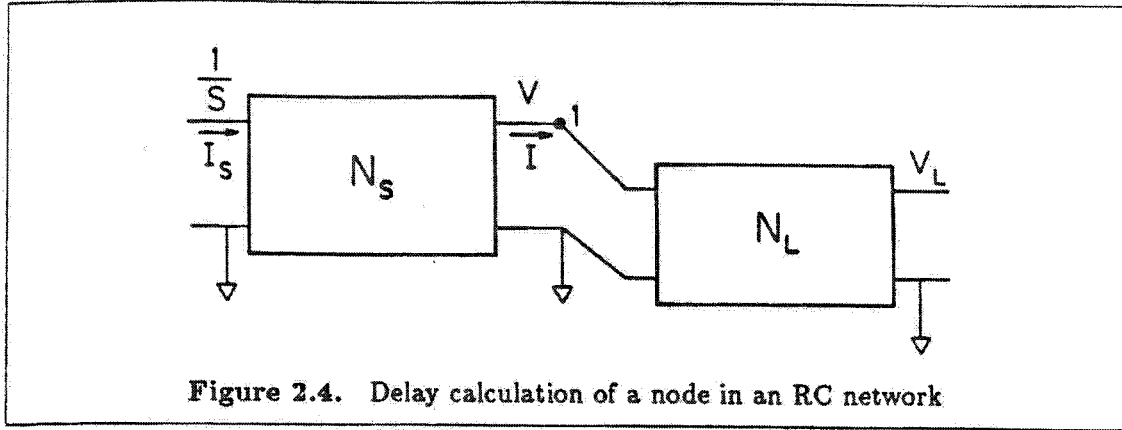 1
S
I_S
N_S
V
I
1
N_L
V_L
Figure 2.4. Delay calculation of a node in an RC network